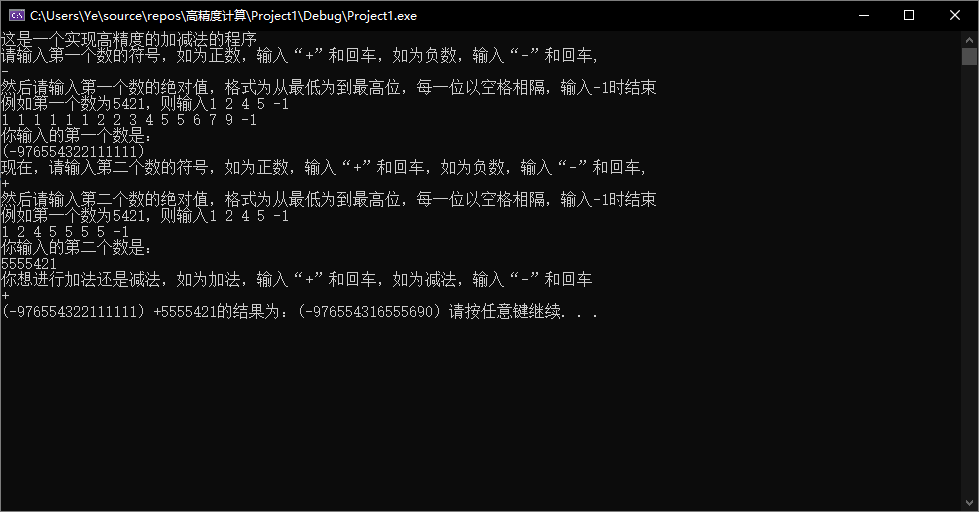 C:\Users\Ye\source\repos\高精度计算\Project1\Debug\Project1.exe
这是一个实现高精度的加减法的程序
请输入第一个数的符号，如为正数，输入“+”和回车，如为负数，输入“-”和回车，
-
然后请输入第一个数的绝对值，格式为从最低为到最高位，每一位以空格相隔，输入-1时结束
例如第一个数为5421，则输入1 2 4 5 -1
1 1 1 1 1 1 2 2 3 4 5 5 6 7 9 -1
你输入的第一个数是：
(-976554322111111)
现在，请输入第二个数的符号，如为正数，输入“+”和回车，如为负数，输入“-”和回车，
+
然后请输入第二个数的绝对值，格式为从最低为到最高位，每一位以空格相隔，输入-1时结束
例如第一个数为5421，则输入1 2 4 5 -1
1 2 4 5 5 5 5 -1
你输入的第二个数是：
5555421
你想进行加法还是减法，如为加法，输入“+”和回车，如为减法，输入“-”和回车
+
(-976554322111111) +5555421的结果为：(-976554316555690) 请按任意键继续. . .